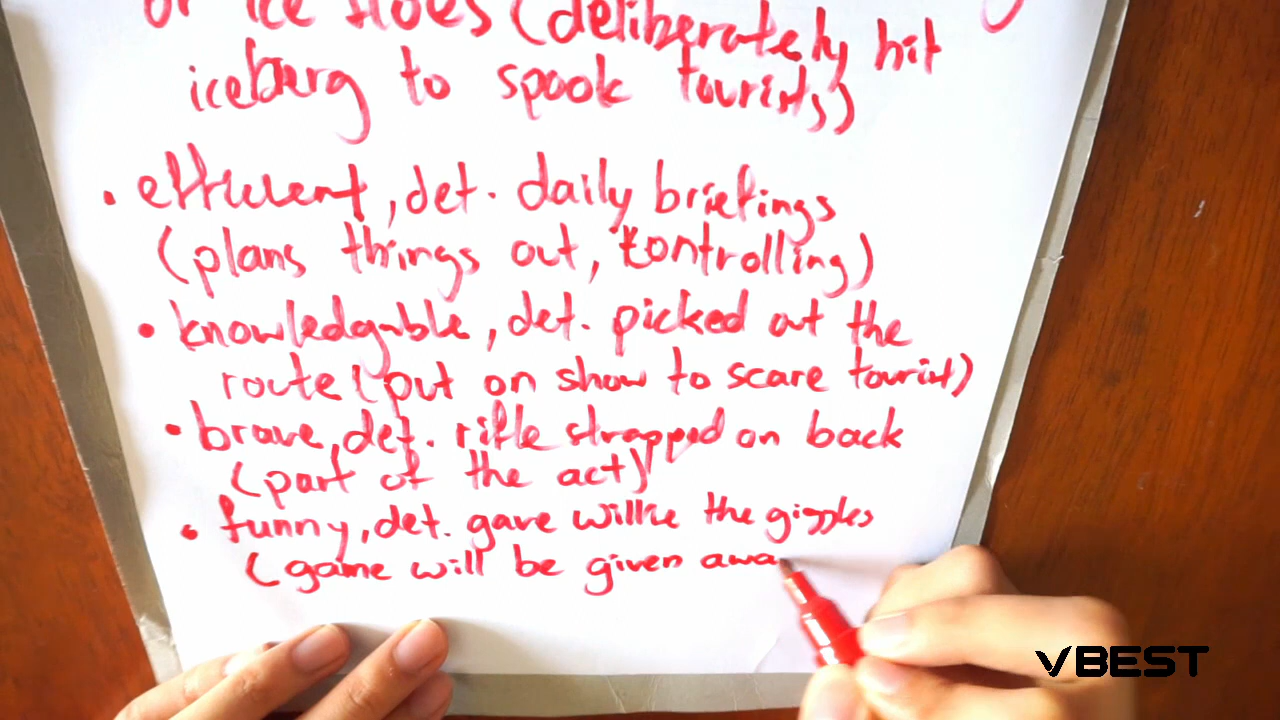 of ice floes (deliberately hit
iceberg to spook tourists)
• efficient, det. daily briefings
(plans things out, controlling)
• knowledgable, det. picked out the
route (put on show to scare tourist)
• brave, det. rifle strapped on back
(part of the act)
• funny, det. gave willie the giggles
(game will be given awa
VBEST